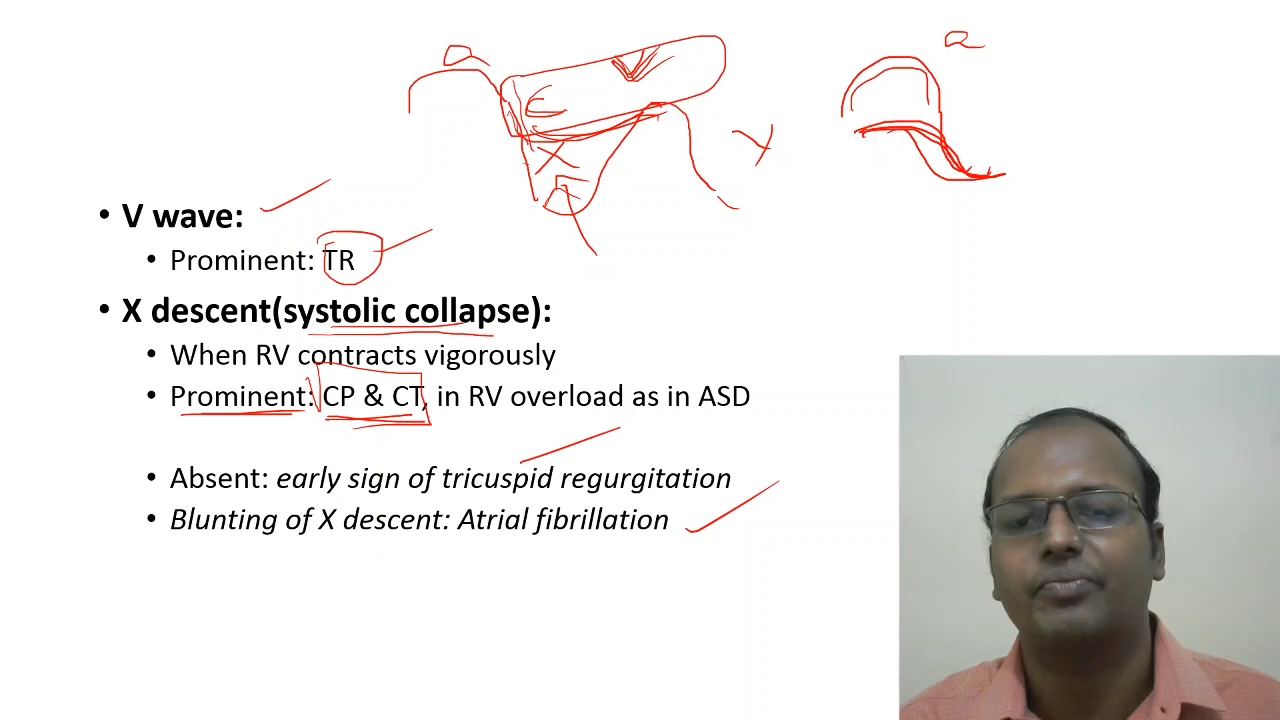 a
a
c
V
X
Y
• V wave:
• Prominent: TR
• X descent(systolic collapse):
• When RV contracts vigorously
• Prominent: CP & CT, in RV overload as in ASD
• Absent: early sign of tricuspid regurgitation
• Blunting of X descent: Atrial fibrillation